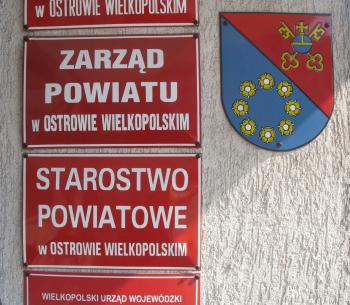 w OSTROWIE WIELKOPOLSKIM
ZARZĄD
POWIATU
w OSTROWIE WIELKOPOLSKIM
STAROSTWO
POWIATOWE
w OSTROWIE WIELKOPOLSKIM
WIELKOPOLSKI URZĄD WOJEWÓDZKI